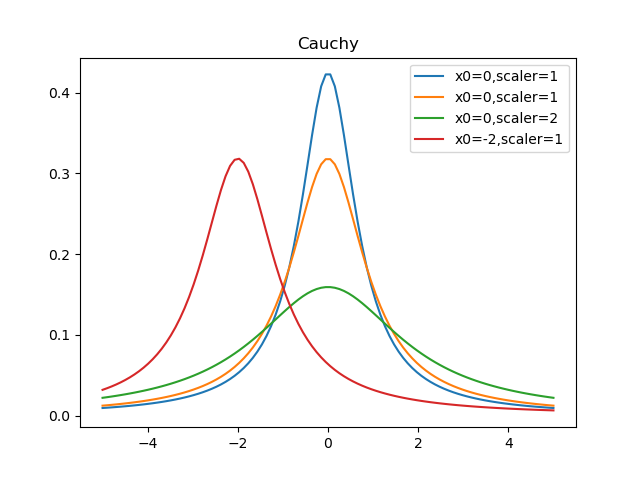 Cauchy
x0=0,scaler=1
x0=0,scaler=1
x0=0,scaler=2
x0=-2,scaler=1
0.4
0.3
0.2
0.1
0.0
−4 −2 0 2 4